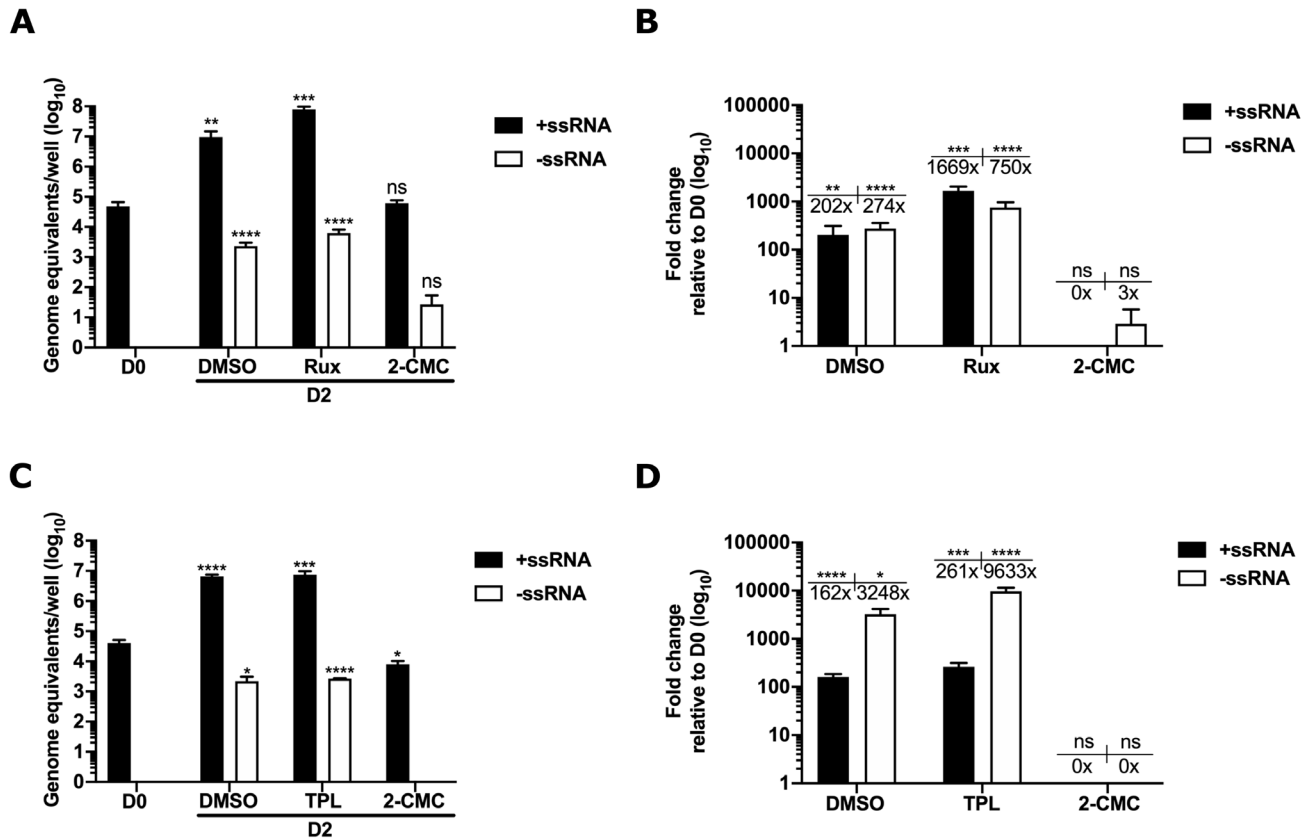 A
Genome equivalents/well (log10)
8
7
6
5
4
3
2
1
0
**
****
***
****
ns
ns
D0
DMSO
Rux
2-CMC
D2
+ssRNA
-ssRNA
B
Fold change
relative to D0 (log10)
100000
10000
1000
100
10
1
** ****
202x 274x
*** ****
1669x 750x
ns ns
0x 3x
DMSO
Rux
2-CMC
+ssRNA
-ssRNA
C
Genome equivalents/well (log10)
8
7
6
5
4
3
2
1
0
****
*
***
****
*
D0
DMSO
TPL
2-CMC
D2
+ssRNA
-ssRNA
D
Fold change
relative to D0 (log10)
100000
10000
1000
100
10
1
**** *
162x 3248x
*** ****
261x 9633x
ns ns
0x 0x
DMSO
TPL
2-CMC
+ssRNA
-ssRNA